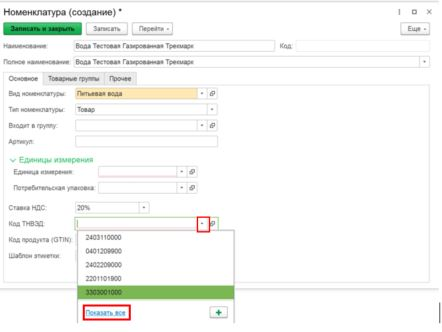 Номенклатура (создание) *
Записать и закрыть Записать Перейти Еще
Наименование: Вода Тестовая Газированная Трекмарк Код:
Полное наименование: Вода Тестовая Газированная Трекмарк
Основное Товарные группы Прочее
Вид номенклатуры: Питьевая вода
Тип номенклатуры: Товар
Входит в группу:
Артикул:
Единицы измерения
Единица измерения:
Потребительская упаковка:
Ставка НДС: 20%
Код ТНВЭД:
Код продукта (GTIN):
Шаблон этикетки:
2403110000
0401209900
2402209000
2201101900
3303001000
Показать все